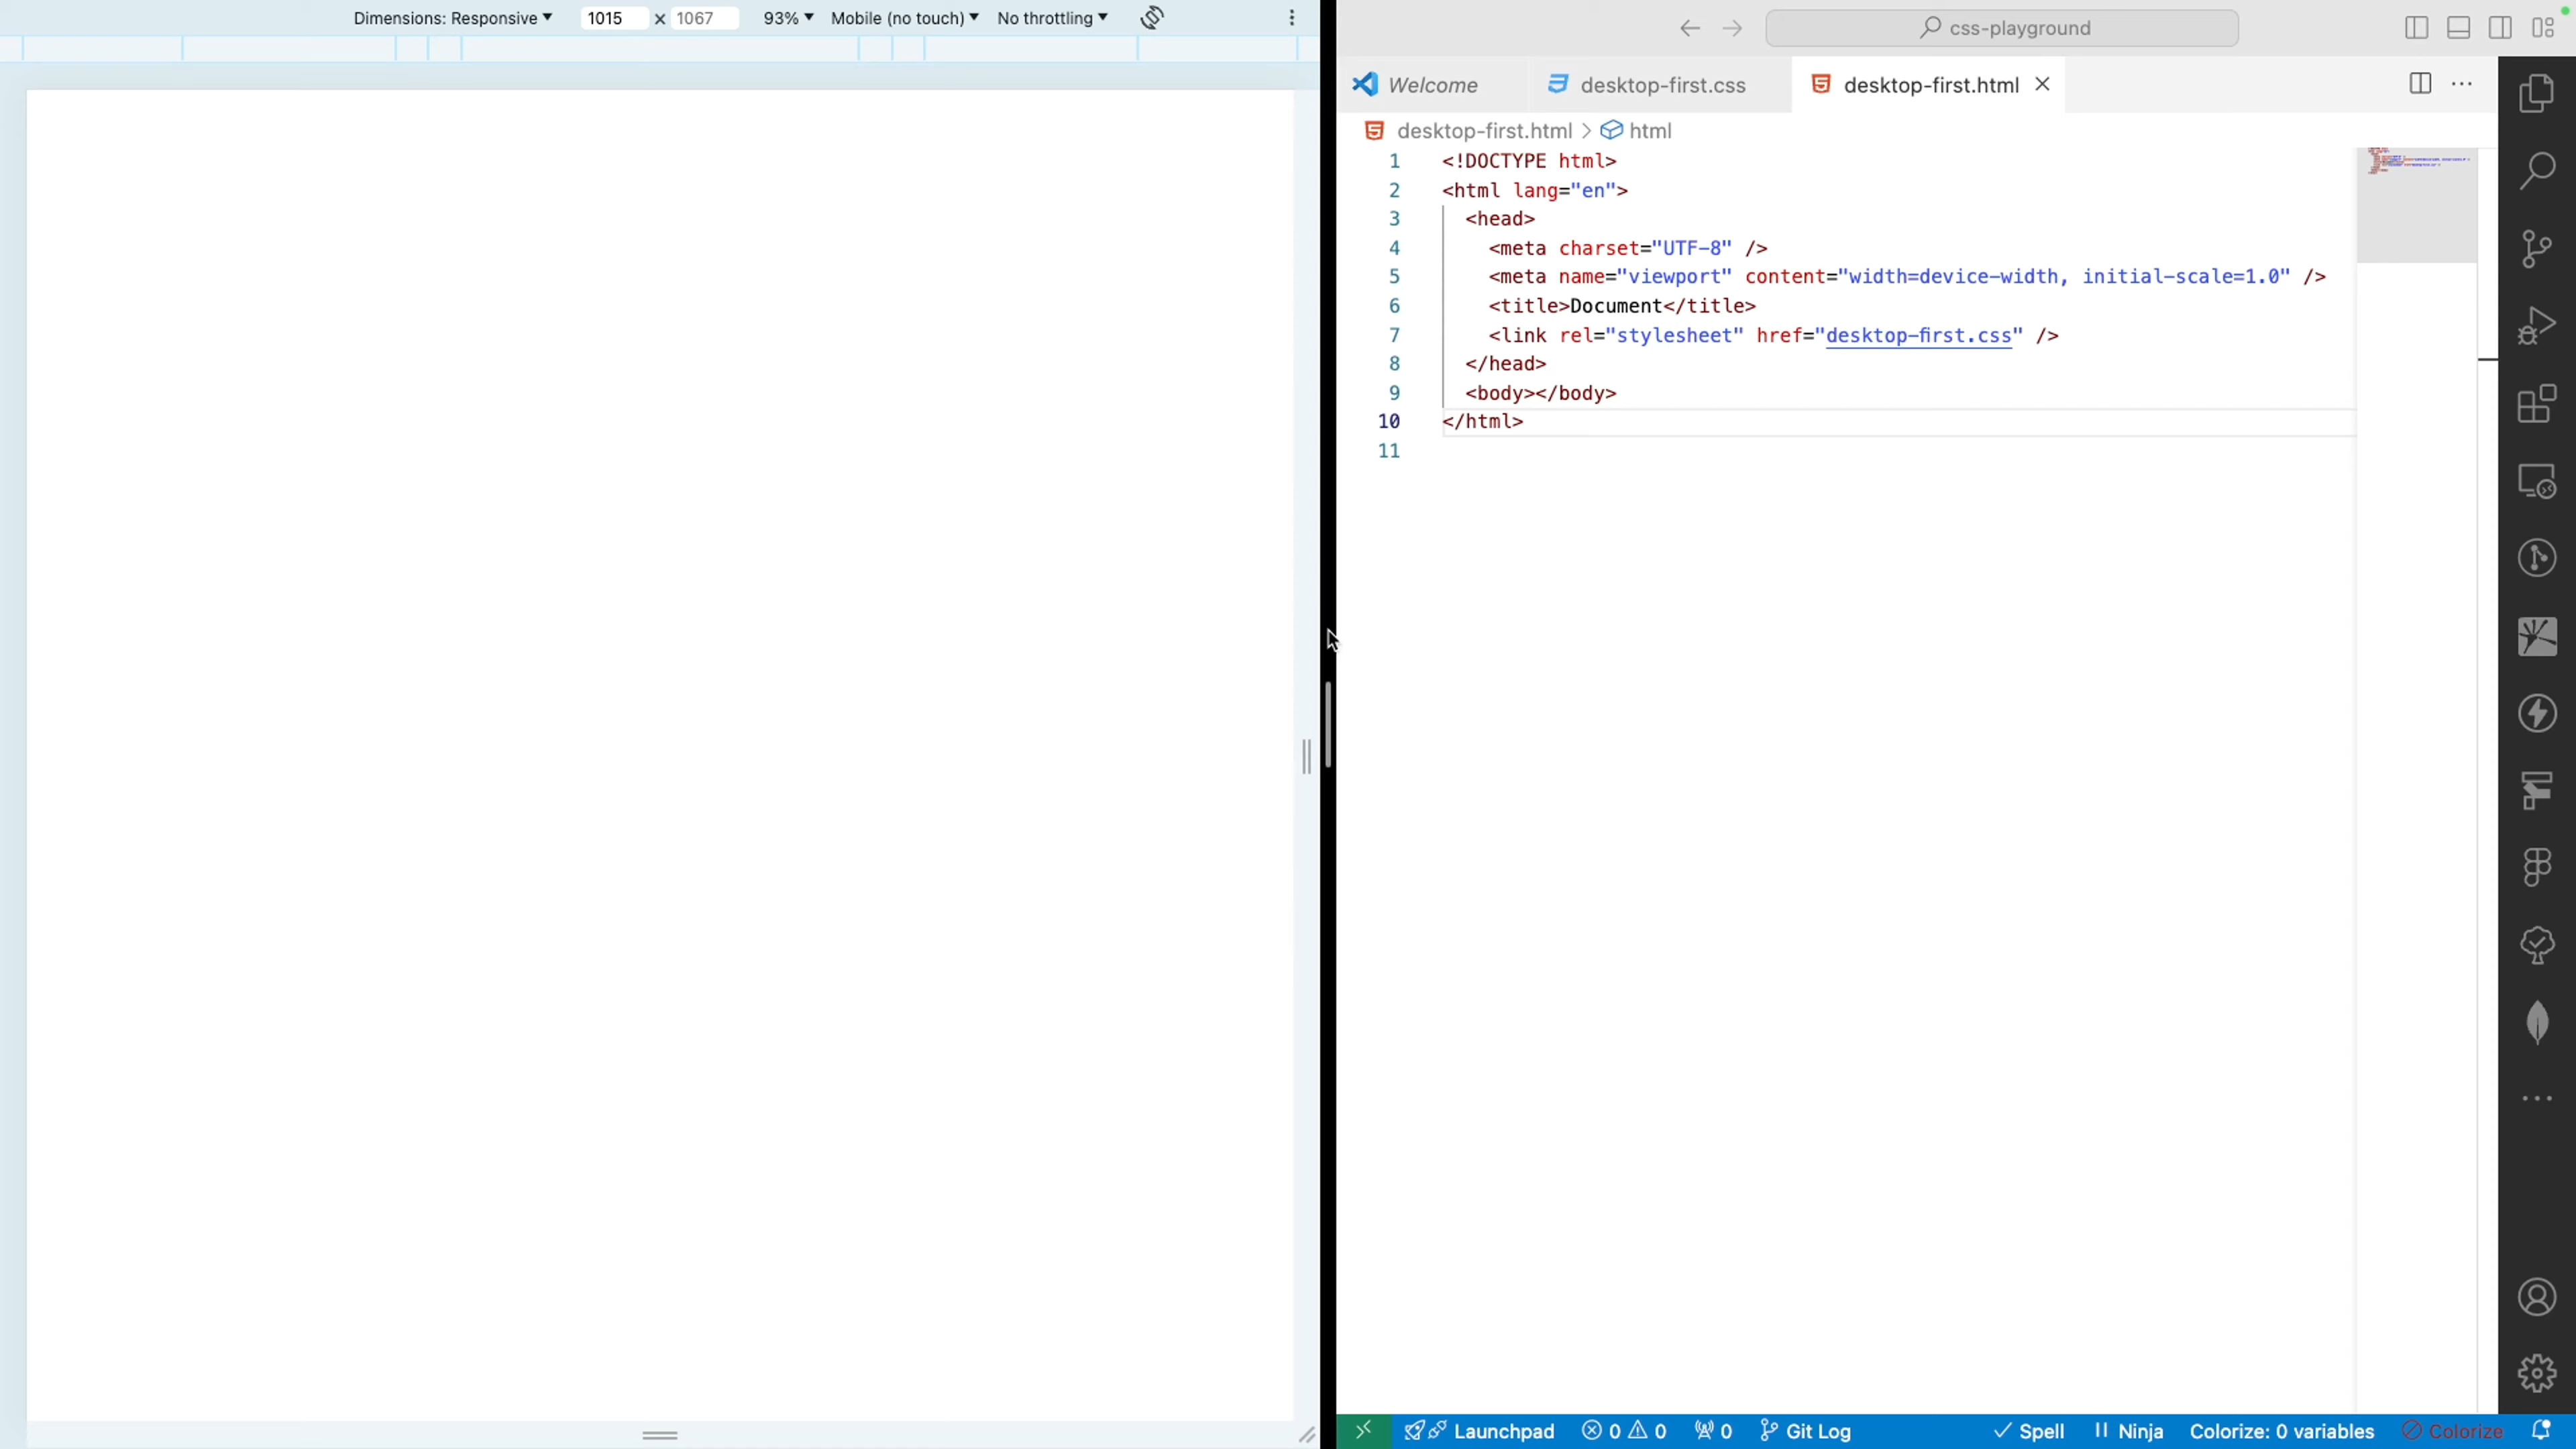 Dimensions: Responsive 1015 x 1067 93% Mobile (no touch) No throttling
css-playground
Welcome desktop-first.css desktop-first.html
desktop-first.html > html
1 <!DOCTYPE html>
2 <html lang="en">
3 <head>
4 <meta charset="UTF-8" />
5 <meta name="viewport" content="width=device-width, initial-scale=1.0" />
6 <title>Document</title>
7 <link rel="stylesheet" href="desktop-first.css" />
8 </head>
9 <body></body>
10 </html>
11
Launchpad 0 0 0 Git Log Spell Ninja Colorize: 0 variables Colorize